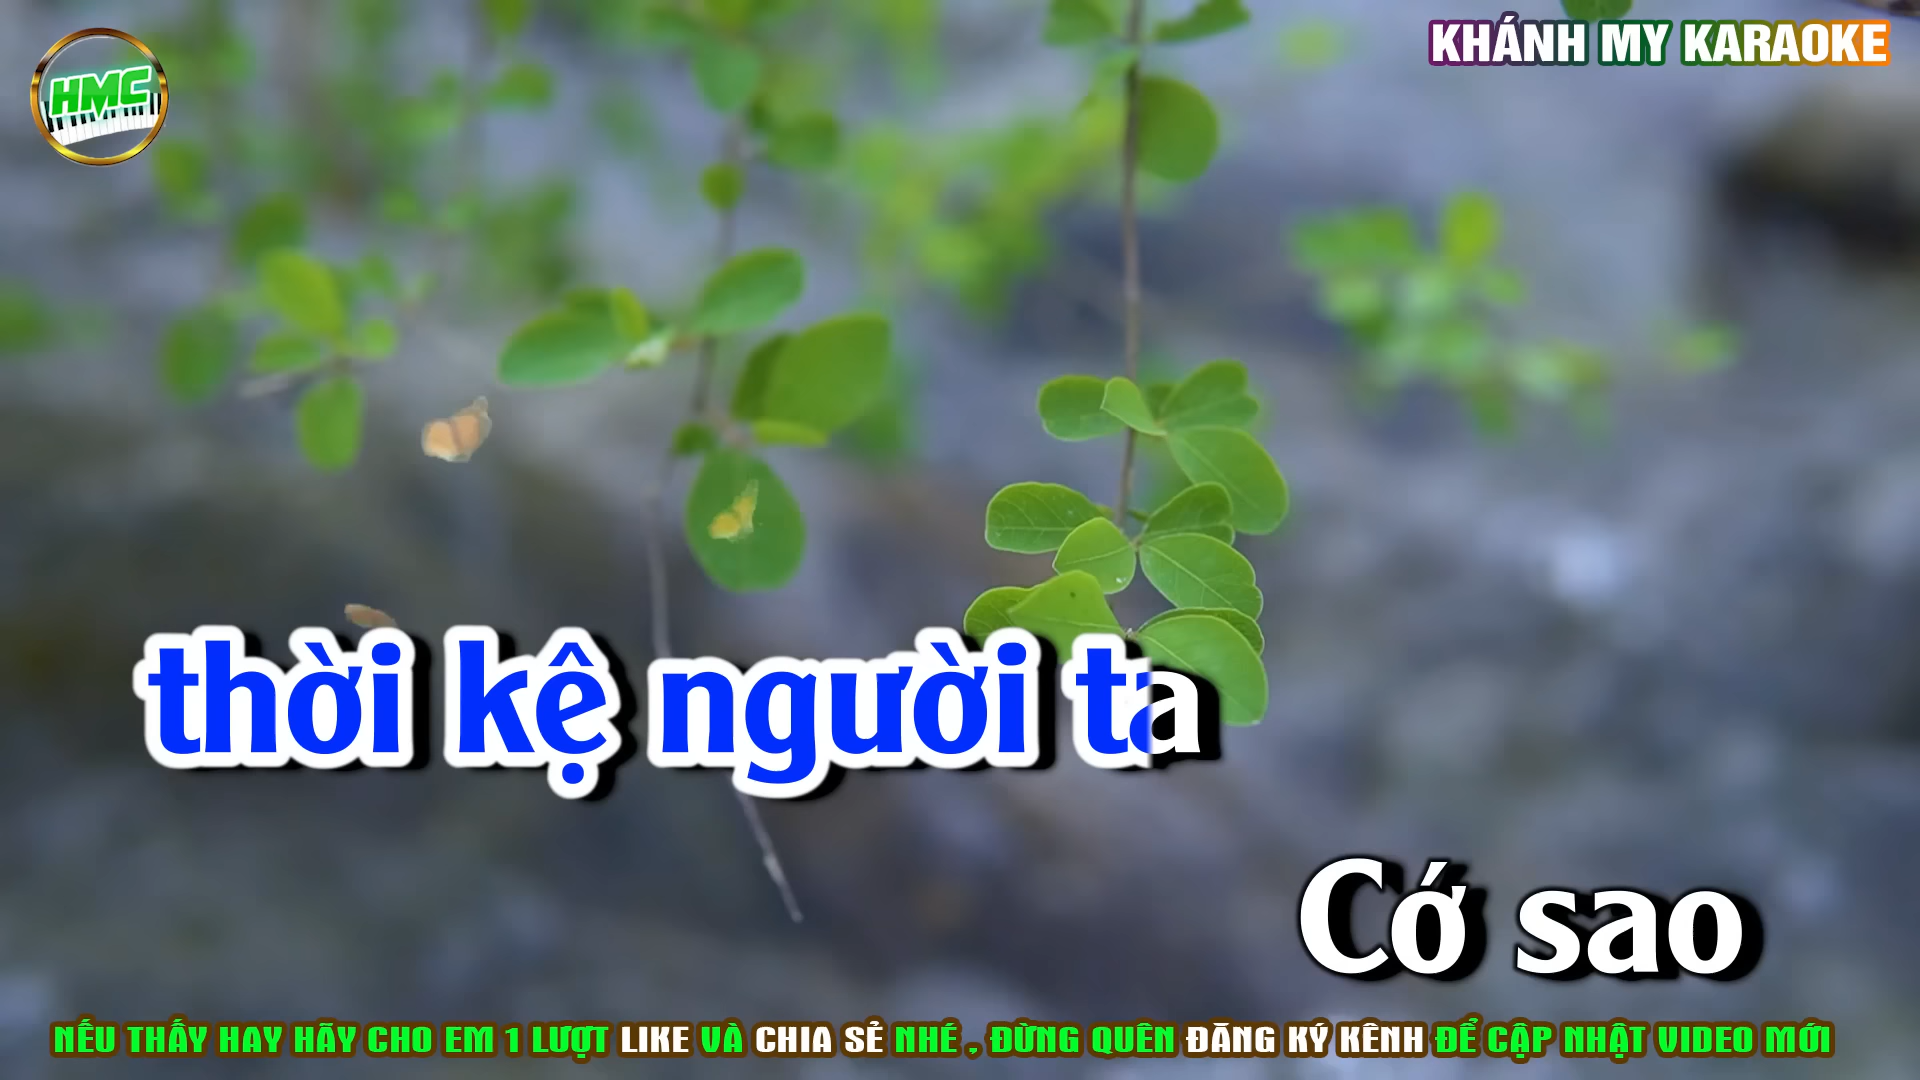 HMC
KHÁNH MY KARAOKE
thời kệ người ta
Cớ sao
NẾU THẤY HAY HÃY CHO EM 1 LƯỢT LIKE VÀ CHIA SẺ NHÉ , ĐỪNG QUÊN ĐĂNG KÝ KÊNH ĐỂ CẬP NHẬT VIDEO MỚI